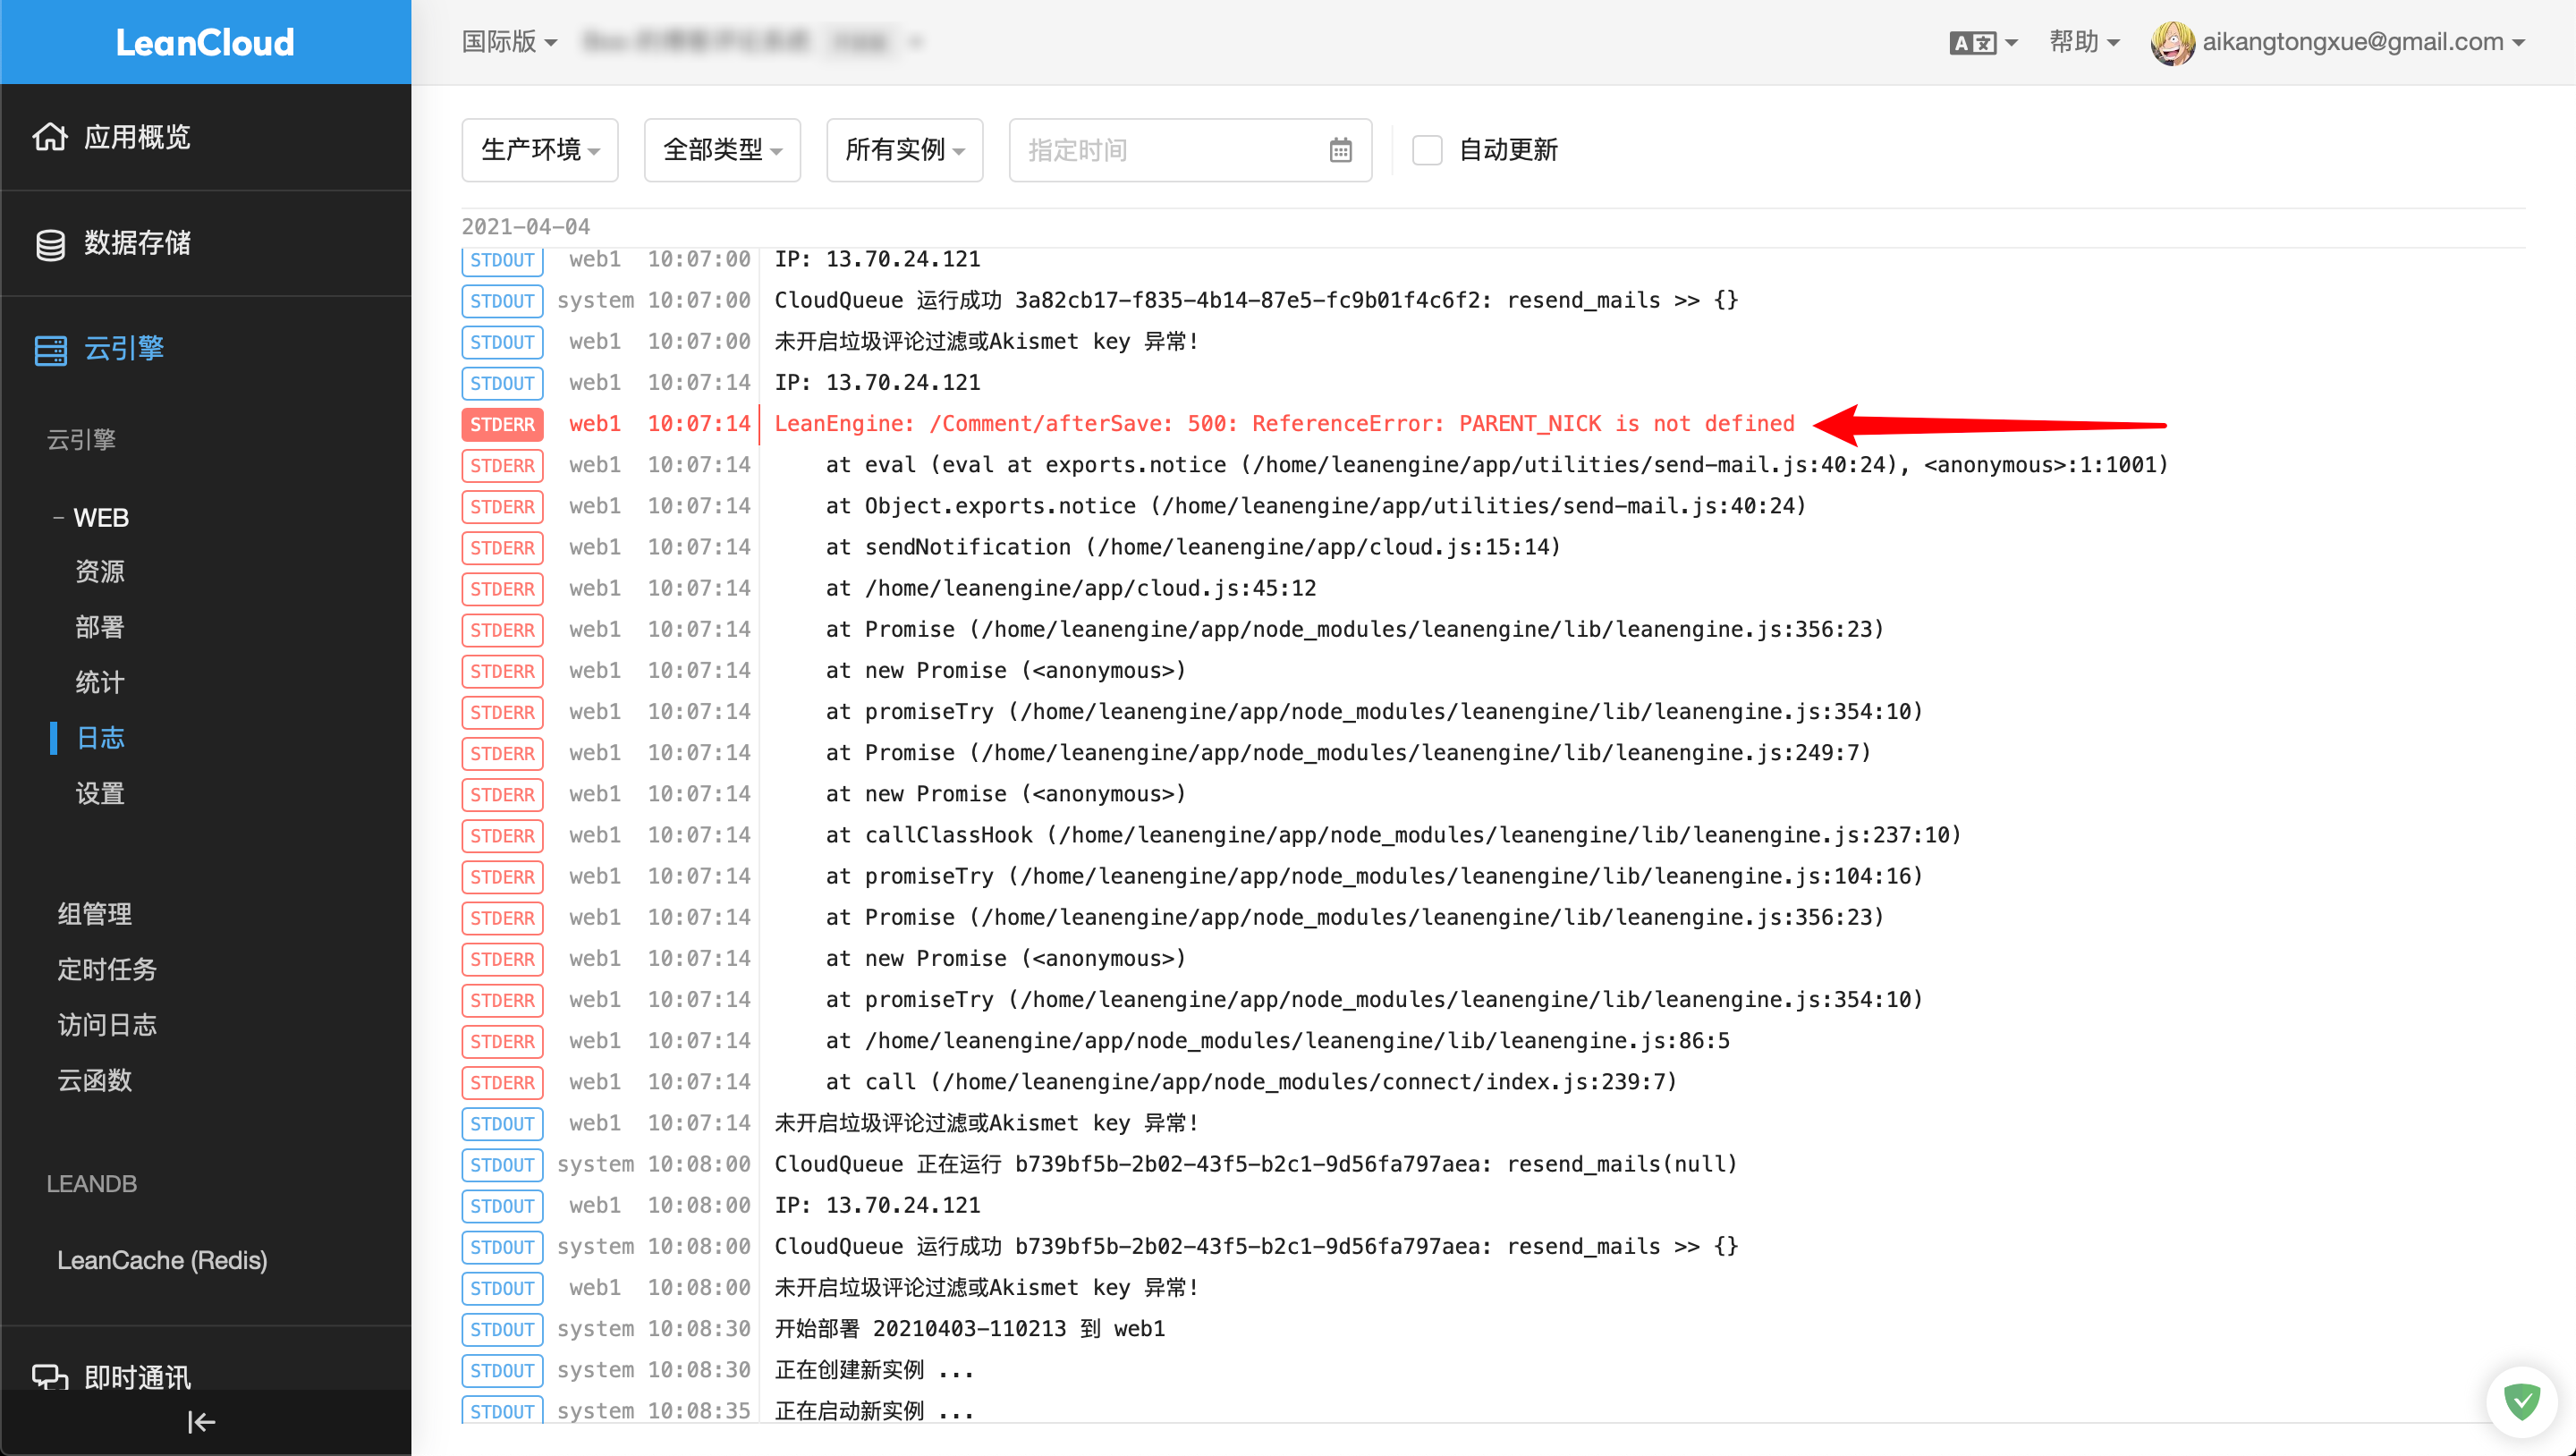 LeanCloud
国际版
帮助
aikangtongxue@gmail.com
应用概览
数据存储
云引擎
云引擎
WEB
资源
部署
统计
日志
设置
组管理
定时任务
访问日志
云函数
LEANDB
LeanCache (Redis)
即时通讯
生产环境 全部类型 所有实例 指定时间 自动更新
2021-04-04
STDOUT web1 10:07:00 IP: 13.70.24.121
STDOUT system 10:07:00 CloudQueue 运行成功 3a82cb17-f835-4b14-87e5-fc9b01f4c6f2: resend_mails >> {}
STDOUT web1 10:07:00 未开启垃圾评论过滤或Akismet key 异常!
STDOUT web1 10:07:14 IP: 13.70.24.121
STDERR web1 10:07:14 LeanEngine: /Comment/afterSave: 500: ReferenceError: PARENT_NICK is not defined
STDERR web1 10:07:14 at eval (eval at exports.notice (/home/leanengine/app/utilities/send-mail.js:40:24), <anonymous>:1:1001)
STDERR web1 10:07:14 at Object.exports.notice (/home/leanengine/app/utilities/send-mail.js:40:24)
STDERR web1 10:07:14 at sendNotification (/home/leanengine/app/cloud.js:15:14)
STDERR web1 10:07:14 at /home/leanengine/app/cloud.js:45:12
STDERR web1 10:07:14 at Promise (/home/leanengine/app/node_modules/leanengine/lib/leanengine.js:356:23)
STDERR web1 10:07:14 at new Promise (<anonymous>)
STDERR web1 10:07:14 at promiseTry (/home/leanengine/app/node_modules/leanengine/lib/leanengine.js:354:10)
STDERR web1 10:07:14 at Promise (/home/leanengine/app/node_modules/leanengine/lib/leanengine.js:249:7)
STDERR web1 10:07:14 at new Promise (<anonymous>)
STDERR web1 10:07:14 at callClassHook (/home/leanengine/app/node_modules/leanengine/lib/leanengine.js:237:10)
STDERR web1 10:07:14 at promiseTry (/home/leanengine/app/node_modules/leanengine/lib/leanengine.js:104:16)
STDERR web1 10:07:14 at Promise (/home/leanengine/app/node_modules/leanengine/lib/leanengine.js:356:23)
STDERR web1 10:07:14 at new Promise (<anonymous>)
STDERR web1 10:07:14 at promiseTry (/home/leanengine/app/node_modules/leanengine/lib/leanengine.js:354:10)
STDERR web1 10:07:14 at /home/leanengine/app/node_modules/leanengine/lib/leanengine.js:86:5
STDERR web1 10:07:14 at call (/home/leanengine/app/node_modules/connect/index.js:239:7)
STDOUT web1 10:07:14 未开启垃圾评论过滤或Akismet key 异常!
STDOUT system 10:08:00 CloudQueue 正在运行 b739bf5b-2b02-43f5-b2c1-9d56fa797aea: resend_mails(null)
STDOUT web1 10:08:00 IP: 13.70.24.121
STDOUT system 10:08:00 CloudQueue 运行成功 b739bf5b-2b02-43f5-b2c1-9d56fa797aea: resend_mails >> {}
STDOUT web1 10:08:00 未开启垃圾评论过滤或Akismet key 异常!
STDOUT system 10:08:30 开始部署 20210403-110213 到 web1
STDOUT system 10:08:30 正在创建新实例 ...
STDOUT system 10:08:35 正在启动新实例 ...